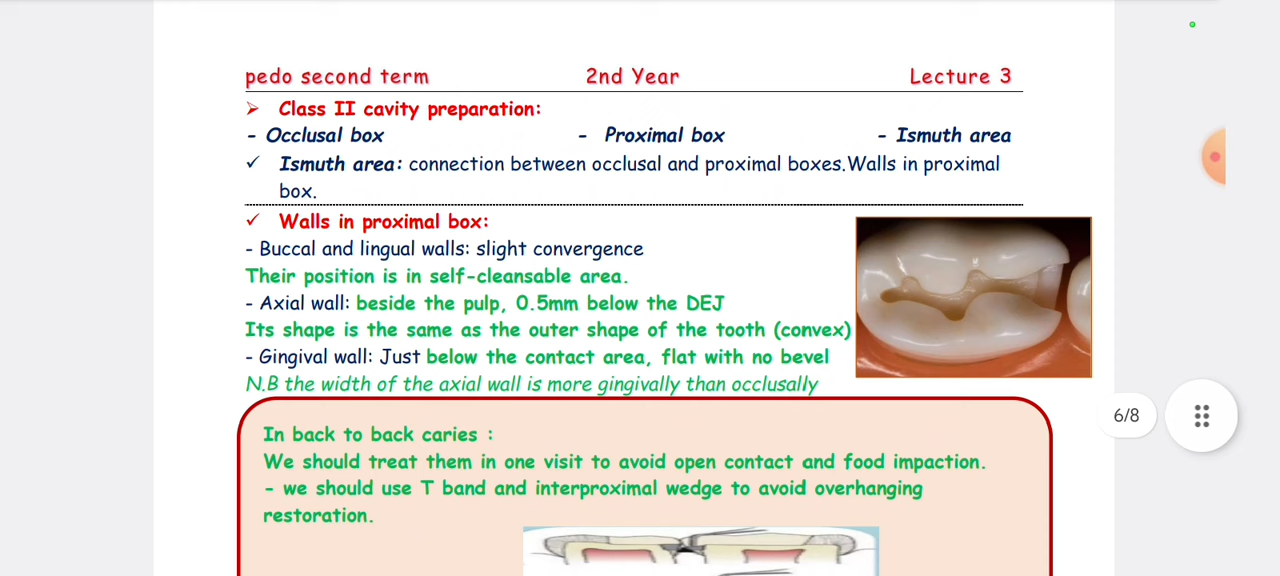 pedo second term 2nd Year Lecture 3
➢ Class II cavity preparation:
- Occlusal box - Proximal box - Ismuth area
✓ Ismuth area: connection between occlusal and proximal boxes.Walls in proximal
box.
✓ Walls in proximal box:
- Buccal and lingual walls: slight convergence
Their position is in self-cleansable area.
- Axial wall: beside the pulp, 0.5mm below the DEJ
Its shape is the same as the outer shape of the tooth (convex)
- Gingival wall: Just below the contact area, flat with no bevel
N.B the width of the axial wall is more gingivally than occlusally
6/8
In back to back caries :
We should treat them in one visit to avoid open contact and food impaction.
- we should use T band and interproximal wedge to avoid overhanging
restoration.